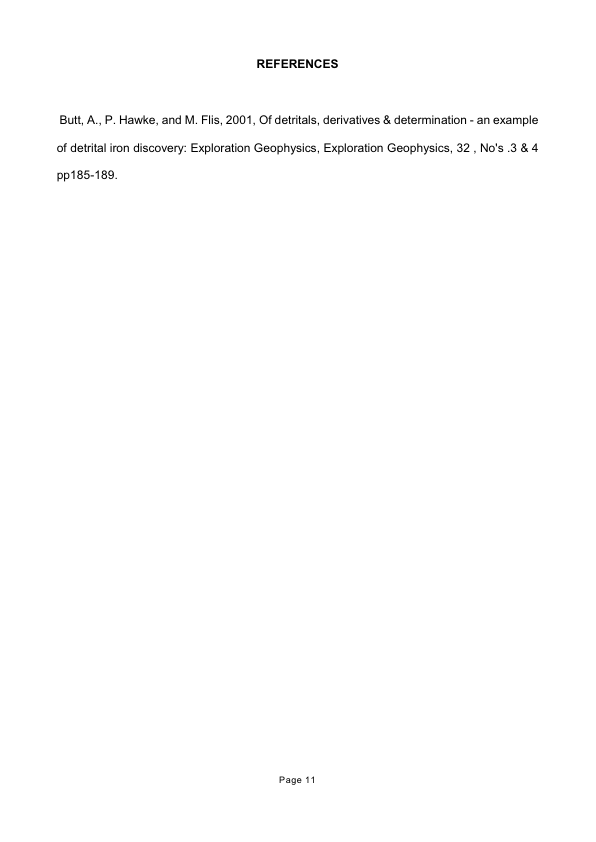 REFERENCES
Butt, A., P. Hawke, and M. Flis, 2001, Of detritals, derivatives & determination - an example
of detrital iron discovery: Exploration Geophysics, Exploration Geophysics, 32 , No's .3 & 4
pp185-189.
Page 11